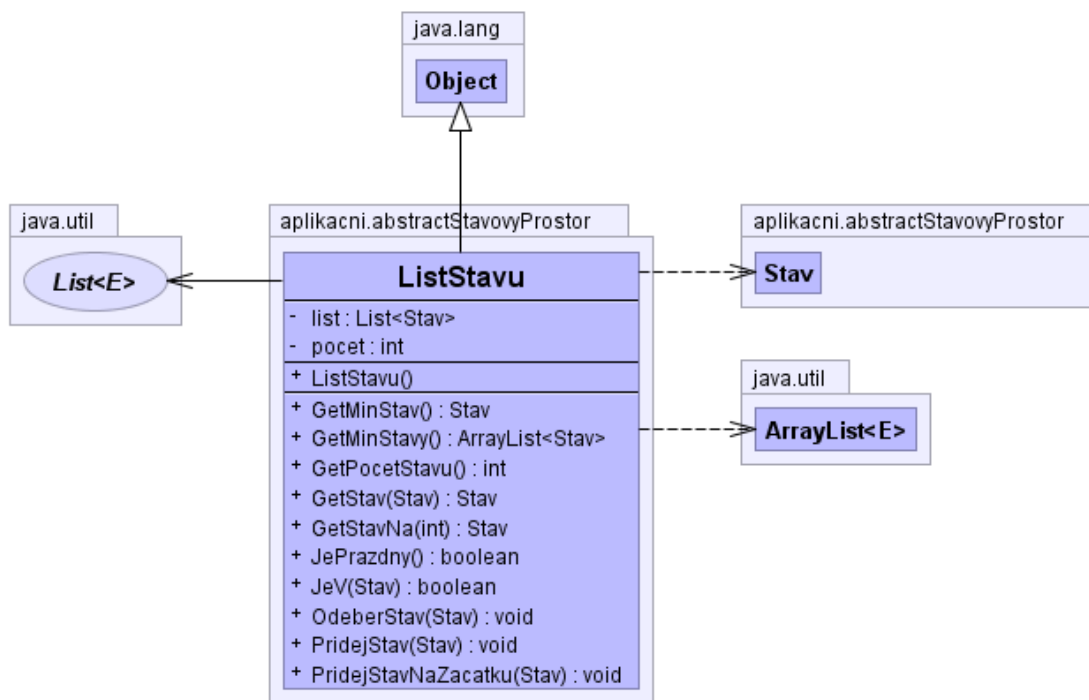 java.lang
Object
java.util
List<E>
aplikacni.abstractStavovyProstor
ListStavu
- list : List<Stav>
- pocet : int
+ ListStavu()
+ GetMinStav() : Stav
+ GetMinStavy() : ArrayList<Stav>
+ GetPocetStavu() : int
+ GetStav(Stav) : Stav
+ GetStavNa(int) : Stav
+ JePrazdny() : boolean
+ JeV(Stav) : boolean
+ OdeberStav(Stav) : void
+ PridejStav(Stav) : void
+ PridejStavNaZacatku(Stav) : void
aplikacni.abstractStavovyProstor
Stav
java.util
ArrayList<E>